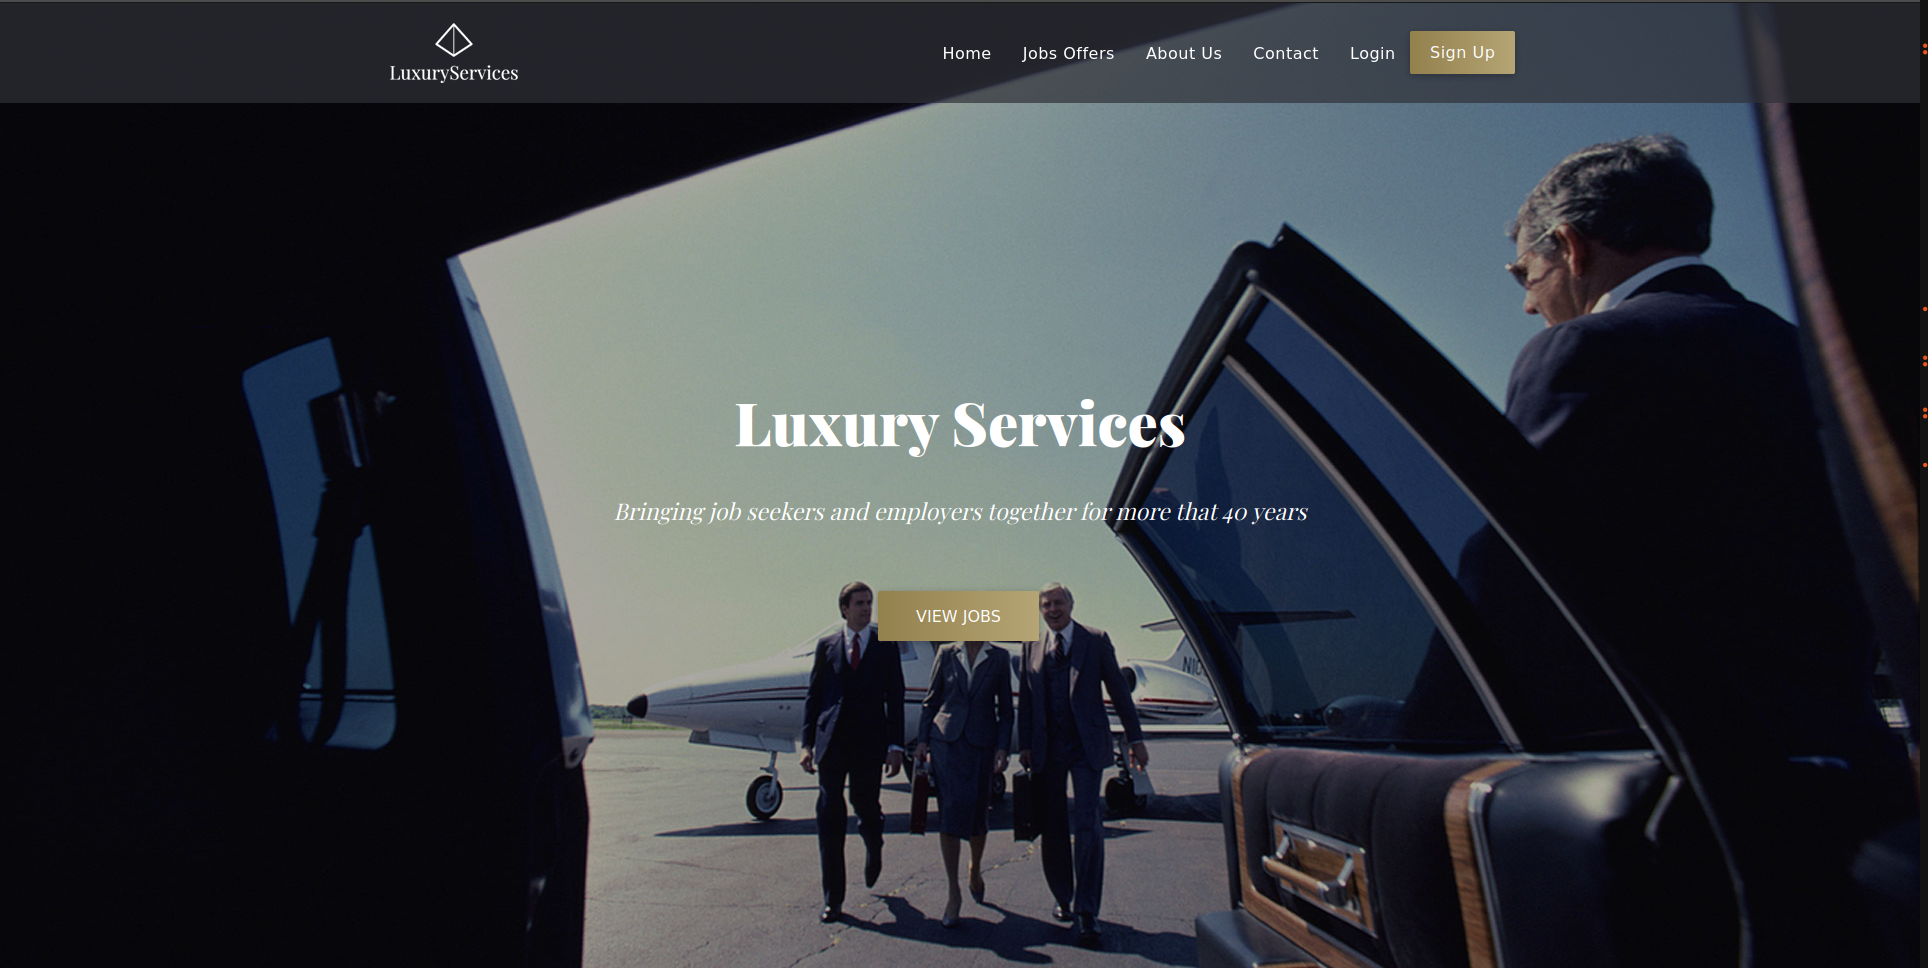 LuxuryServices
Home Jobs Offers About Us Contact Login Sign Up
Luxury Services
Bringing job seekers and employers together for more that 40 years
VIEW JOBS